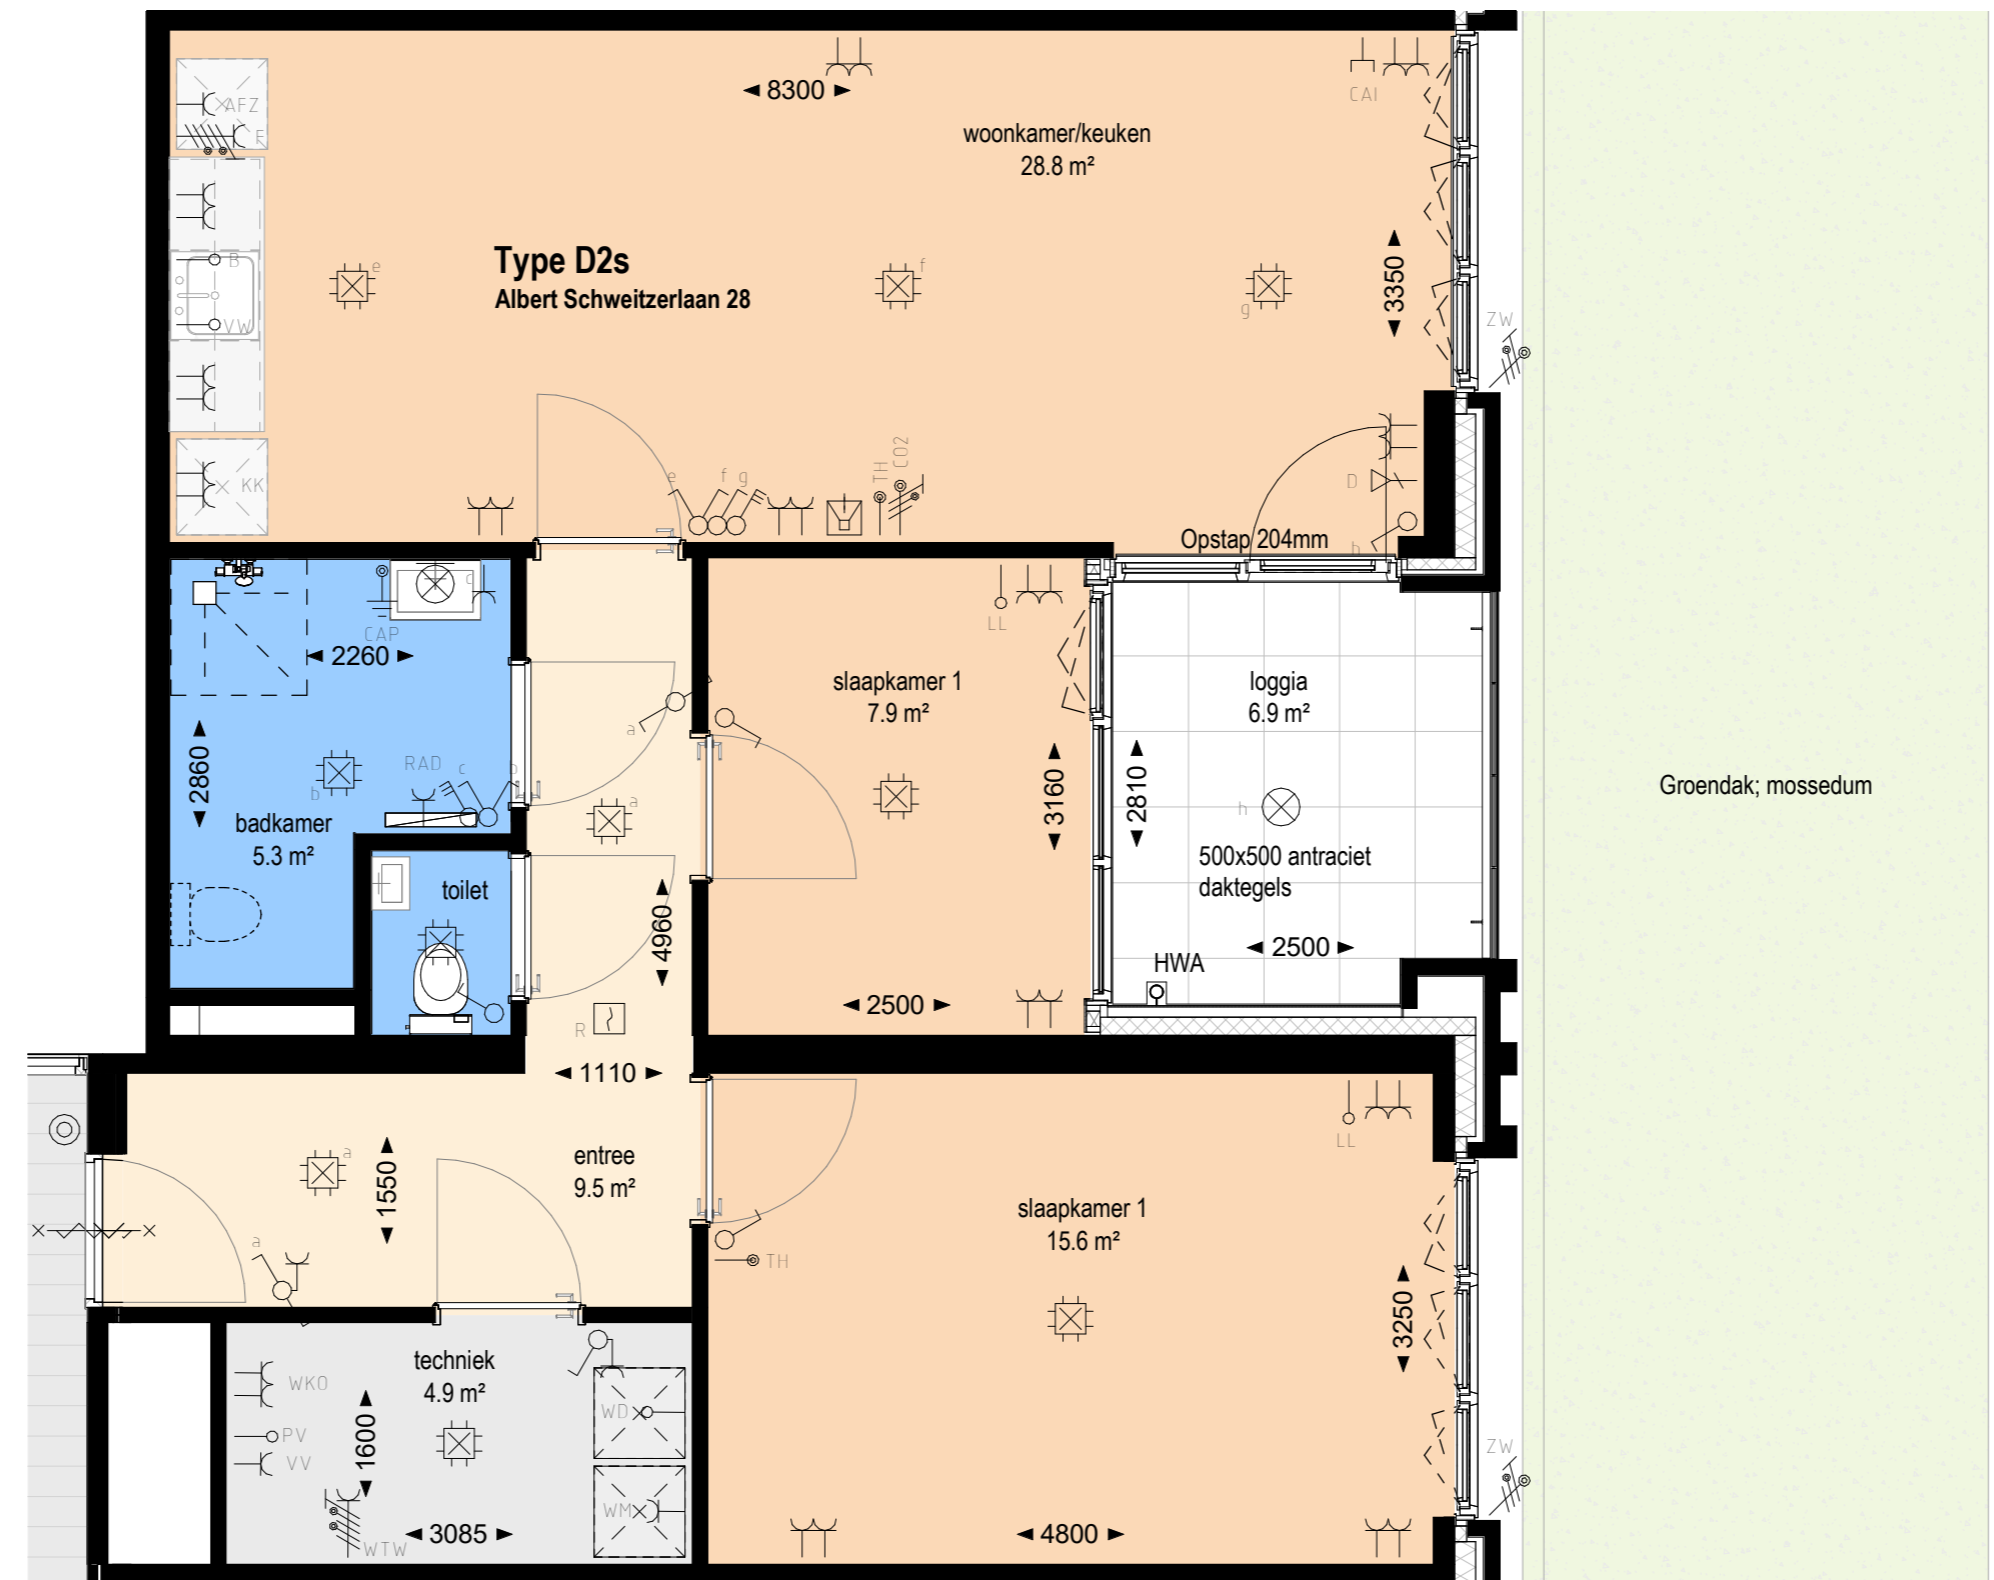 AFZ
F
8300
CAI
woonkamer/keuken
28.8 m²
B
VW
e
Type D2s
Albert Schweitzerlaan 28
f
g
3350
ZW
KK
e
f g
TH
CO2
D
h
Opstap 204mm
c
CAP
2260
LL
slaapkamer 1
7.9 m²
loggia
6.9 m²
a
2860
RAD
c
b
b
badkamer
5.3 m²
a
3160
2810
h
500x500 antraciet
daktegels
Groendak; mossedum
toilet
4960
2500
2500
HWA
R
1110
a
1550
entree
9.5 m²
LL
slaapkamer 1
15.6 m²
a
TH
3250
techniek
4.9 m²
WKO
PV
VV
1600
WD
WM
WTW
3085
4800
ZW